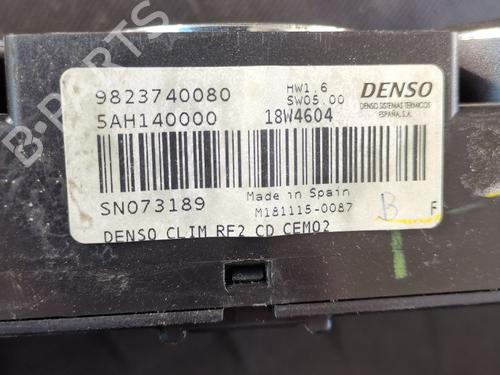 B-PARTS
9823740080
HW1.6
SW05.00
DENSO
DENSO SISTEMAS TERMICOS
ESPAÑA, S.A.
5AH140000
18W4604
SN073189
Made in Spain
M181115-0087
B
F
DENSO CLIM RF2 CD CEM02